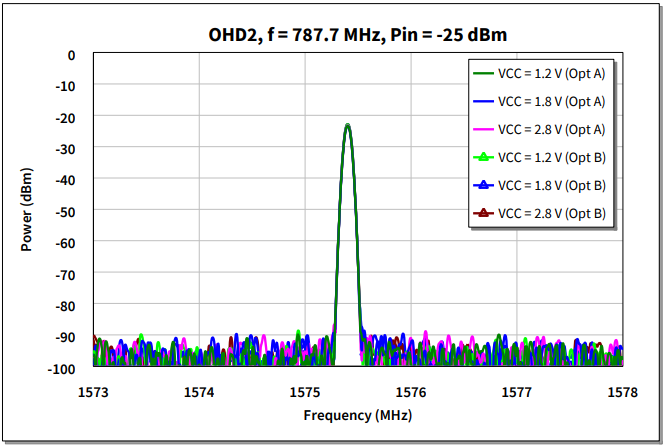 OHD2, f = 787.7 MHz, Pin = -25 dBm
VCC = 1.2 V (Opt A)
VCC = 1.8 V (Opt A)
VCC = 2.8 V (Opt A)
VCC = 1.2 V (Opt B)
VCC = 1.8 V (Opt B)
VCC = 2.8 V (Opt B)
Power (dBm)
0
-10
-20
-30
-40
-50
-60
-70
-80
-90
-100
1573 1574 1575 1576 1577 1578
Frequency (MHz)